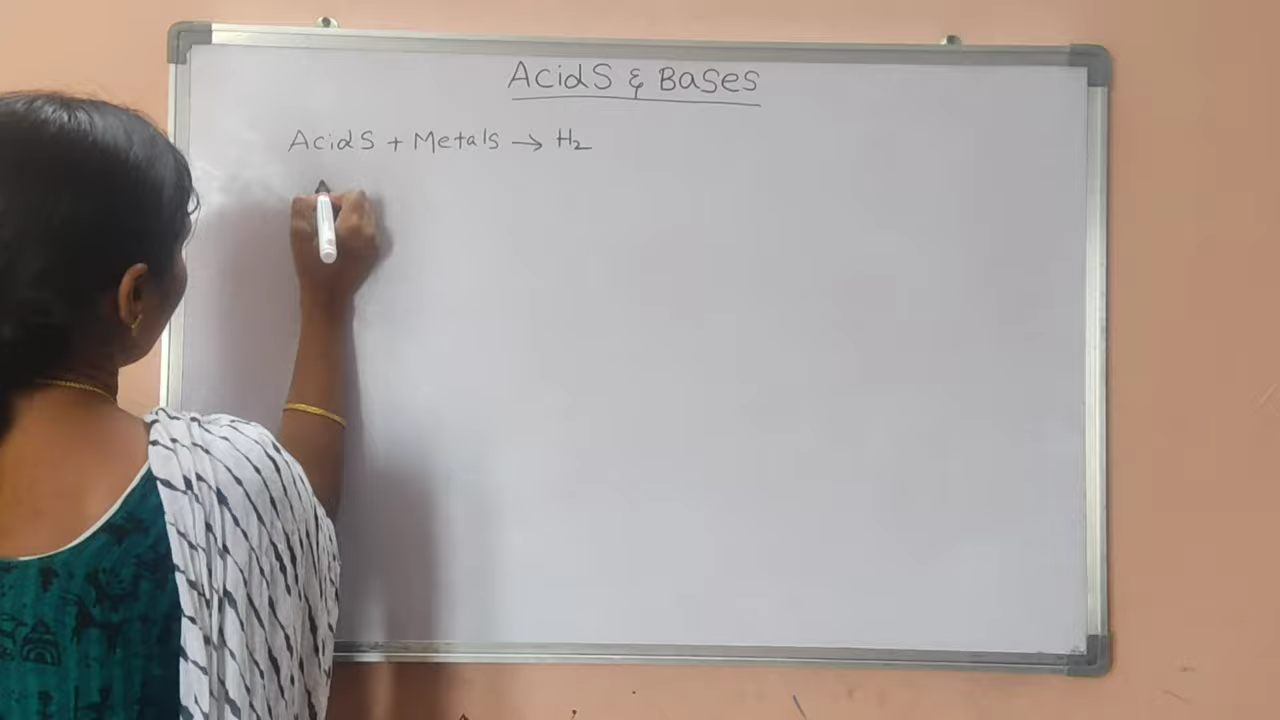 Acids & Bases
Acids + Metals → H₂